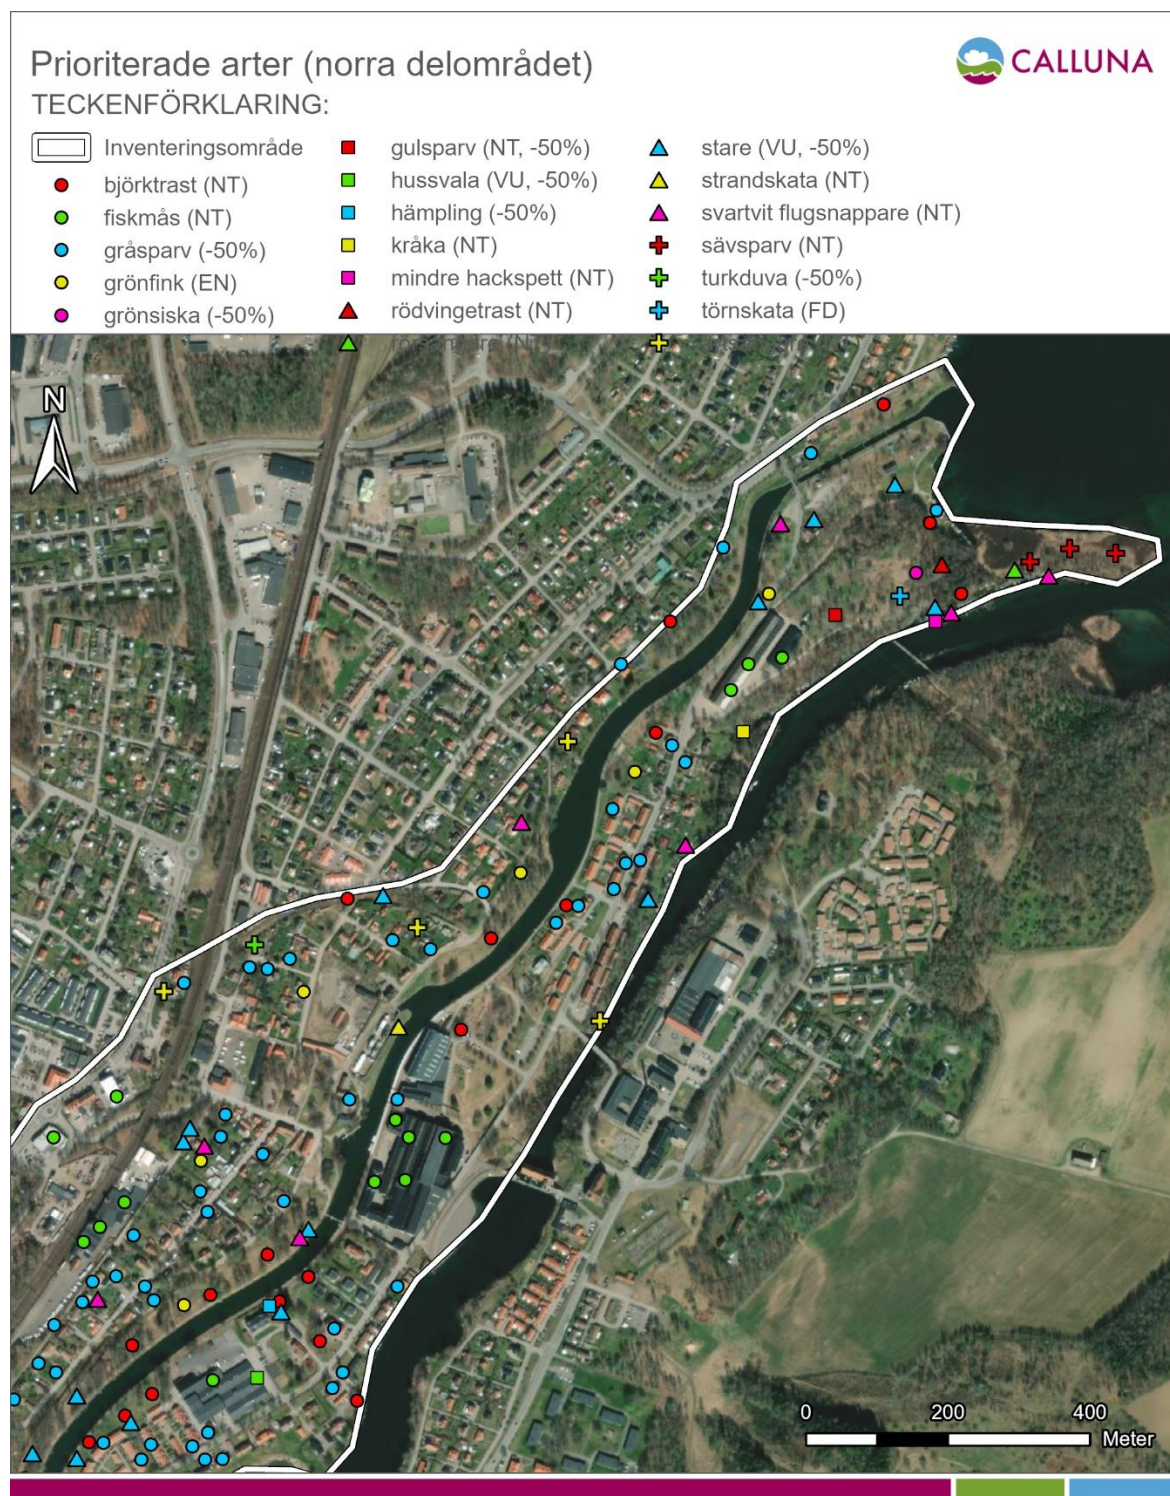 Prioriterade arter (norra delområdet)
CALLUNA
TECKENFÖRKLARING:
Inventeringsområde
björktrast (NT)
fiskmås (NT)
gråsparv (-50%)
grönfink (EN)
grönsiska (-50%)
gulsparv (NT, -50%)
hussvala (VU, -50%)
hämpling (-50%)
kråka (NT)
mindre hackspett (NT)
rödvingetrast (NT)
stare (VU, -50%)
strandskata (NT)
svartvit flugsnappare (NT)
sävsparv (NT)
turkduva (-50%)
törnskata (FD)
N
0 200 400
Meter